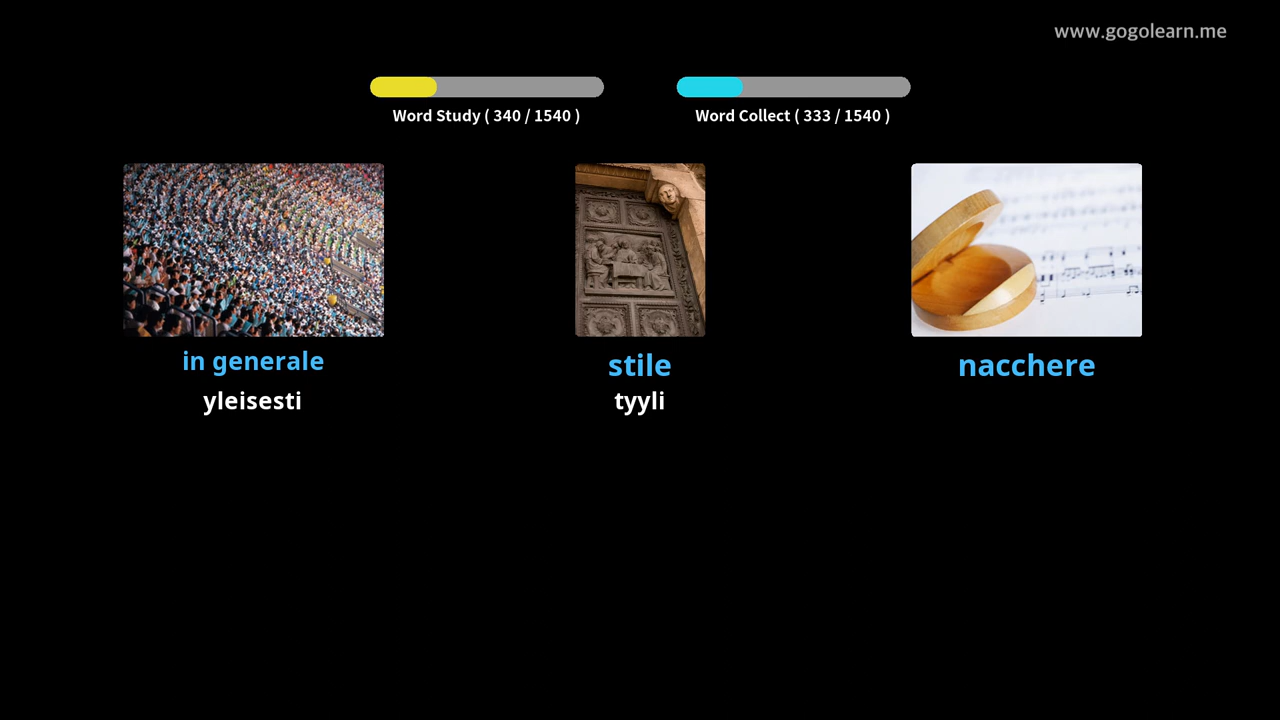 www.gogolearn.me
Word Study ( 340 / 1540 )
Word Collect ( 333 / 1540 )
in generale
yleisesti
stile
tyyli
nacchere